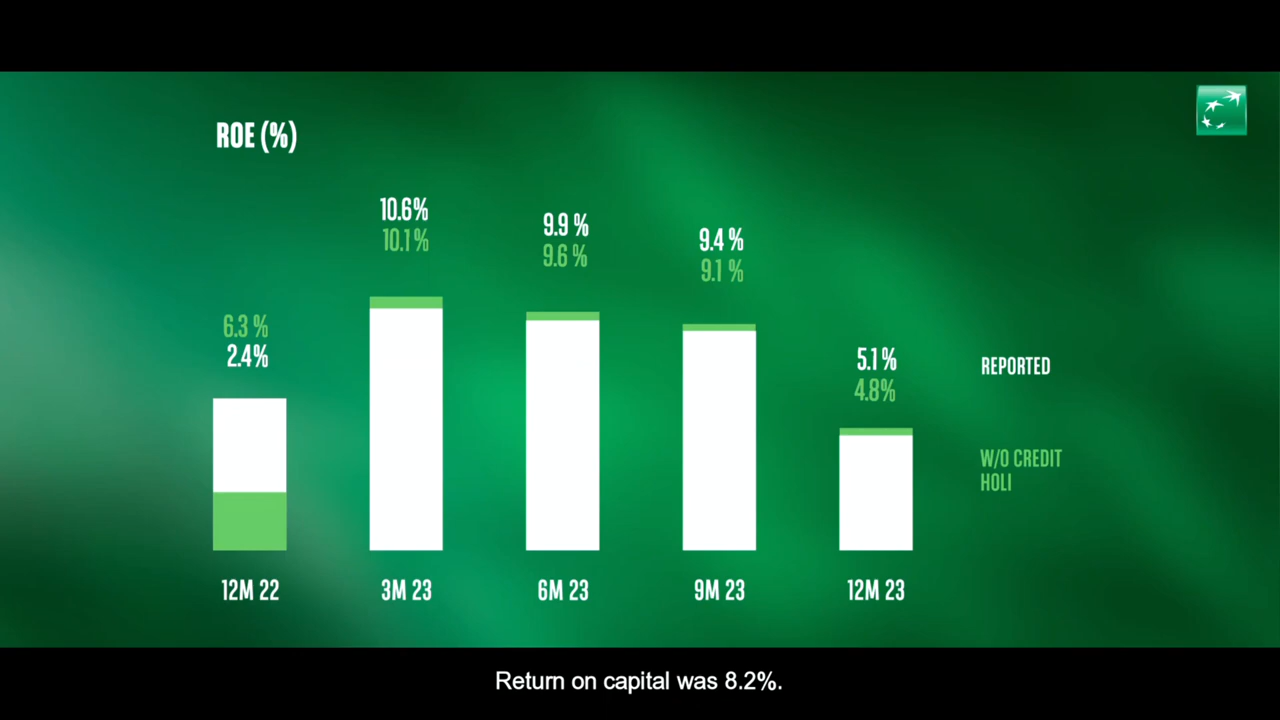 ROE (%)
10.6%
10.1%
9.9 %
9.6 %
9.4 %
9.1 %
6.3 %
2.4%
5.1 %
4.8%
REPORTED
W/O CREDIT
HOLI
12M 22
3M 23
6M 23
9M 23
12M 23
Return on capital was 8.2%.